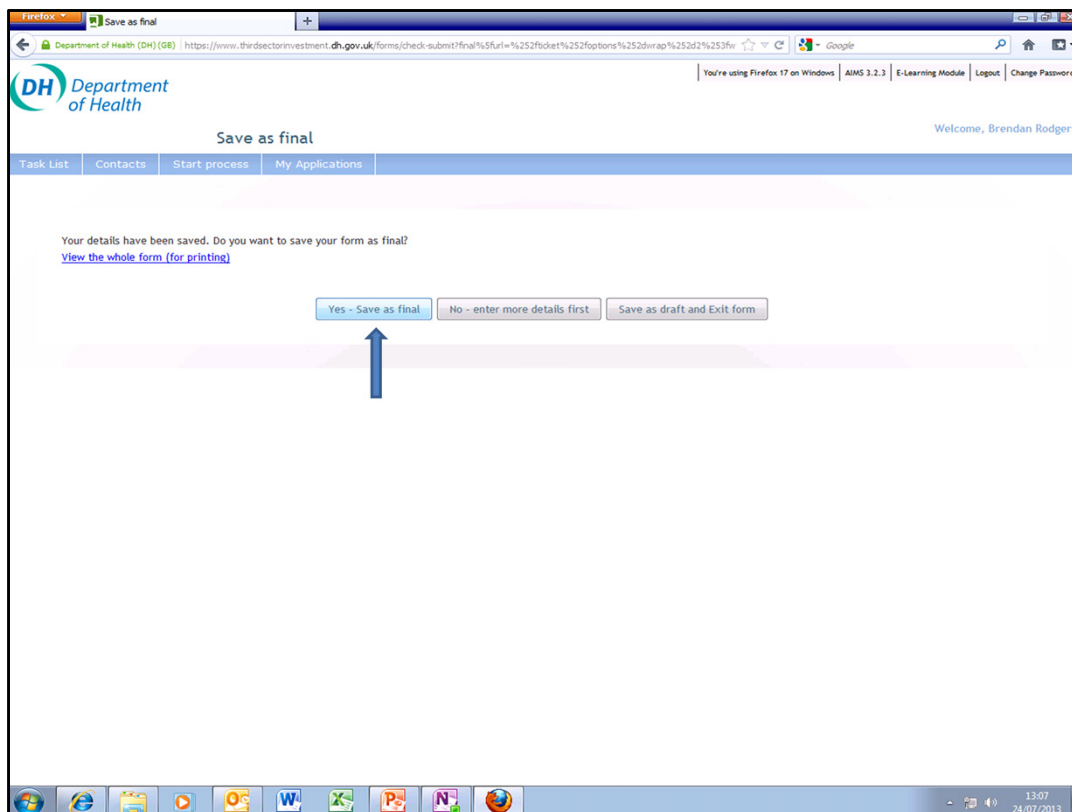 Firefox
Save as final
Department of Health (DH) (GB)
https://www.thirdsectorinvestment.dh.gov.uk/forms/check-submit?final%5furl=%252fticket%252foptions%252dwrap%252d2%253fw
Google
DH Department
of Health
You're using Firefox 17 on Windows
AIMS 3.2.3
E-Learning Module
Logout
Change Password
Save as final
Welcome, Brendan Rodger
Task List
Contacts
Start process
My Applications
Your details have been saved. Do you want to save your form as final?
View the whole form (for printing)
Yes - Save as final
No - enter more details first
Save as draft and Exit form
13:07
24/07/2013